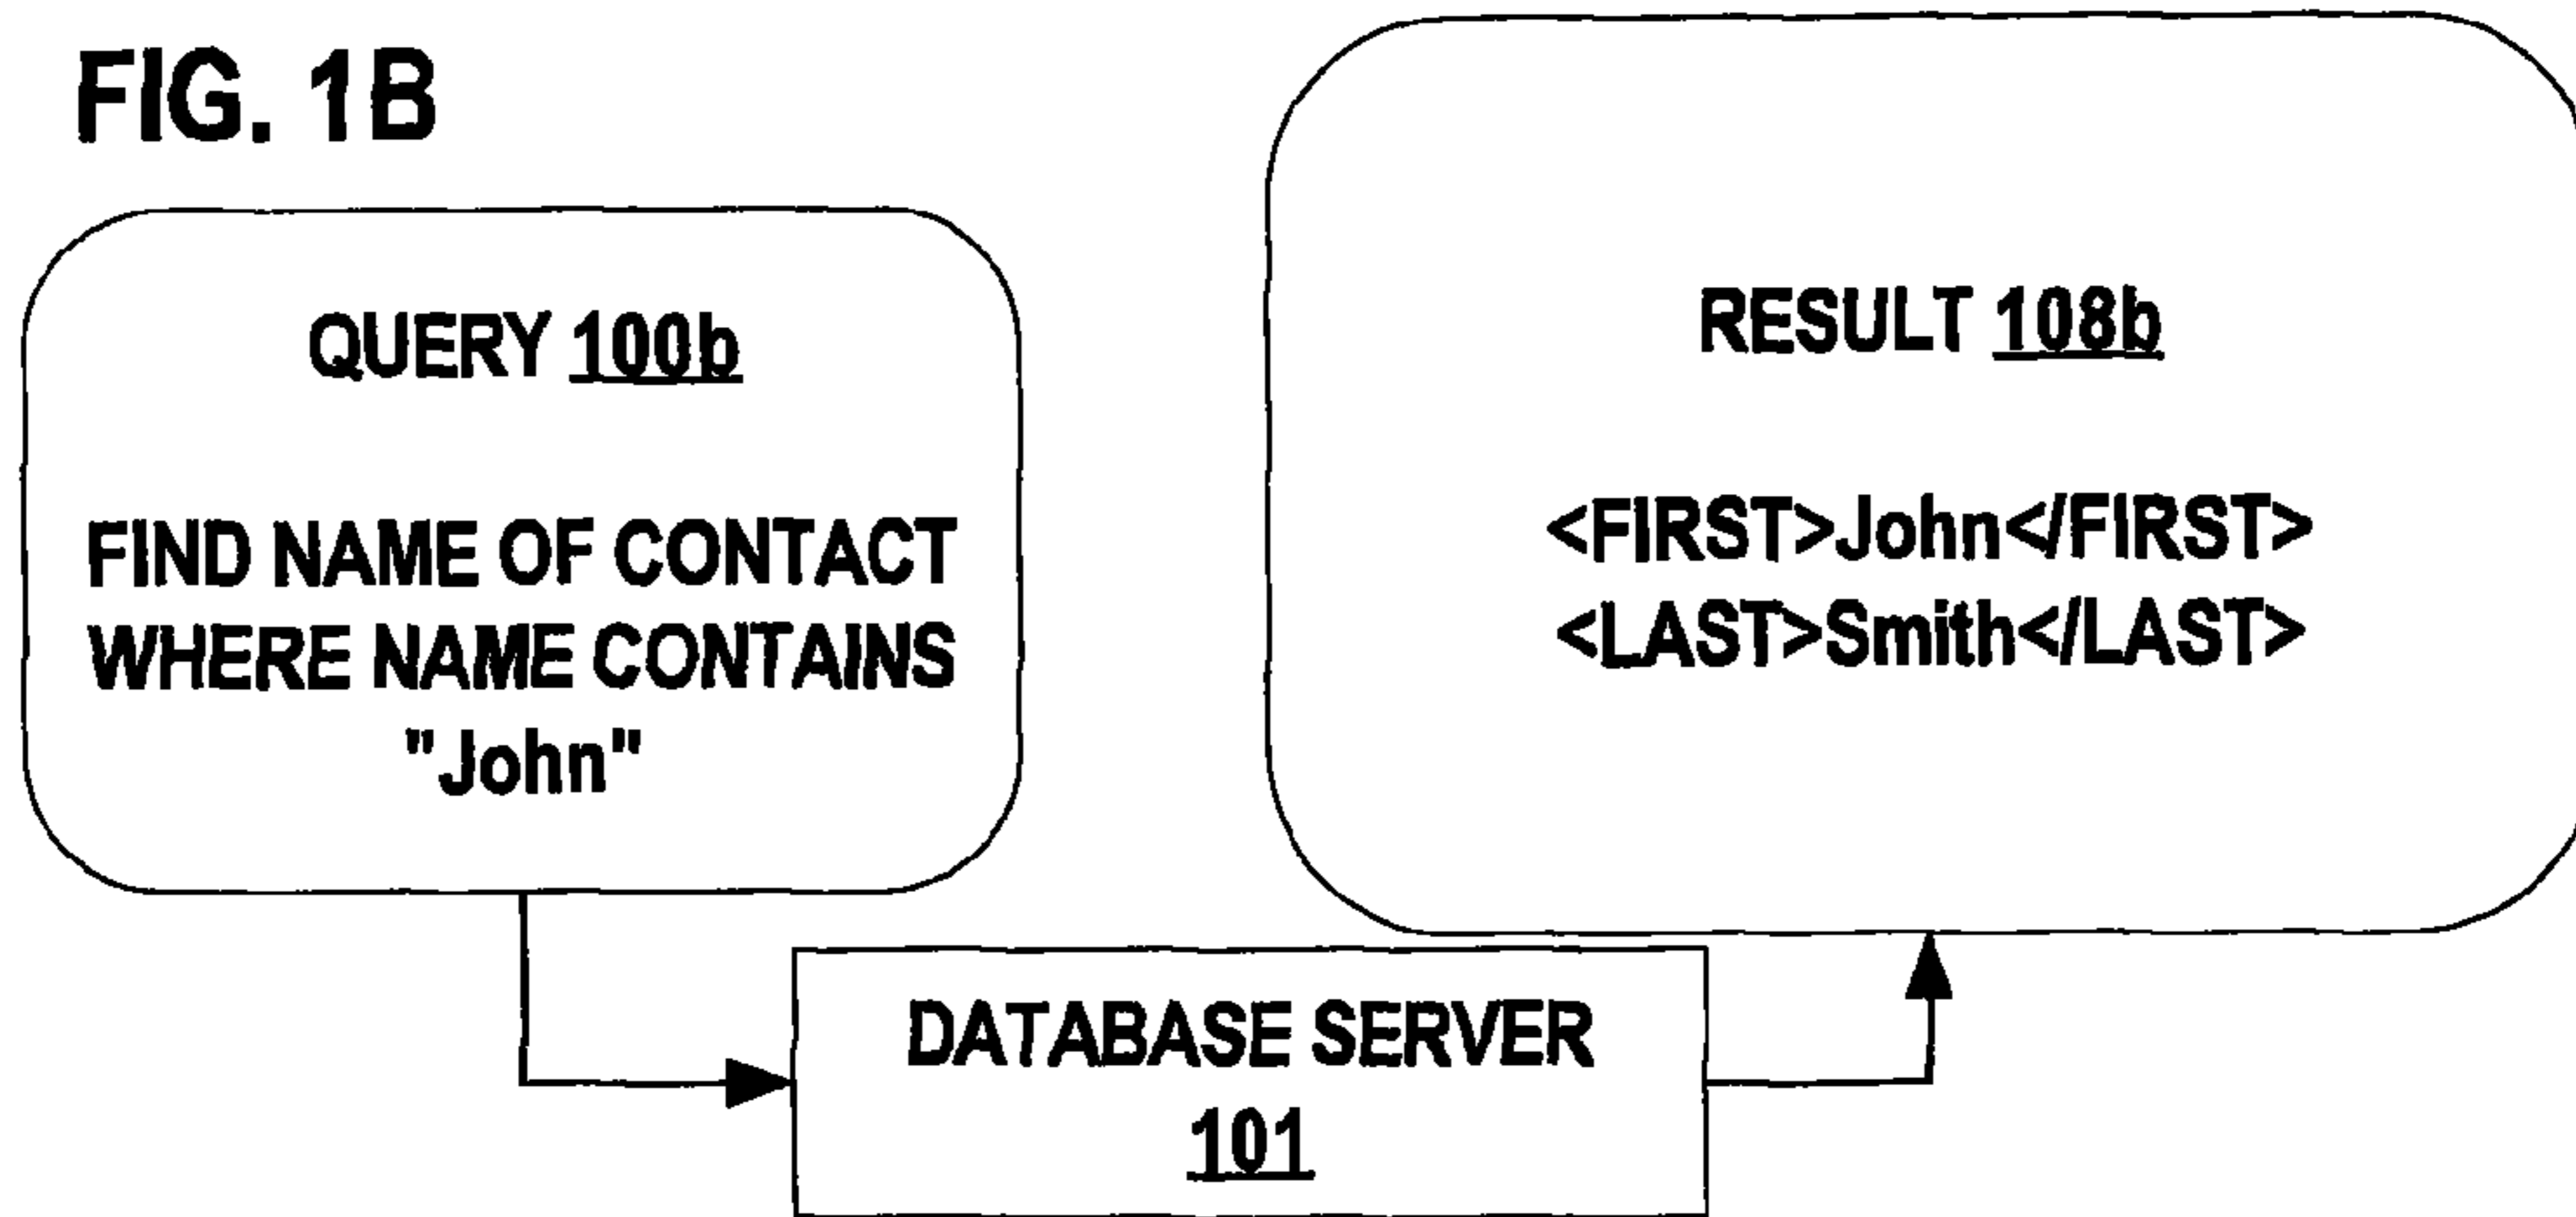 FIG. 1B
QUERY 100b
FIND NAME OF CONTACT
WHERE NAME CONTAINS
"John"
RESULT 108b
<FIRST>John</FIRST>
<LAST>Smith</LAST>
DATABASE SERVER
101